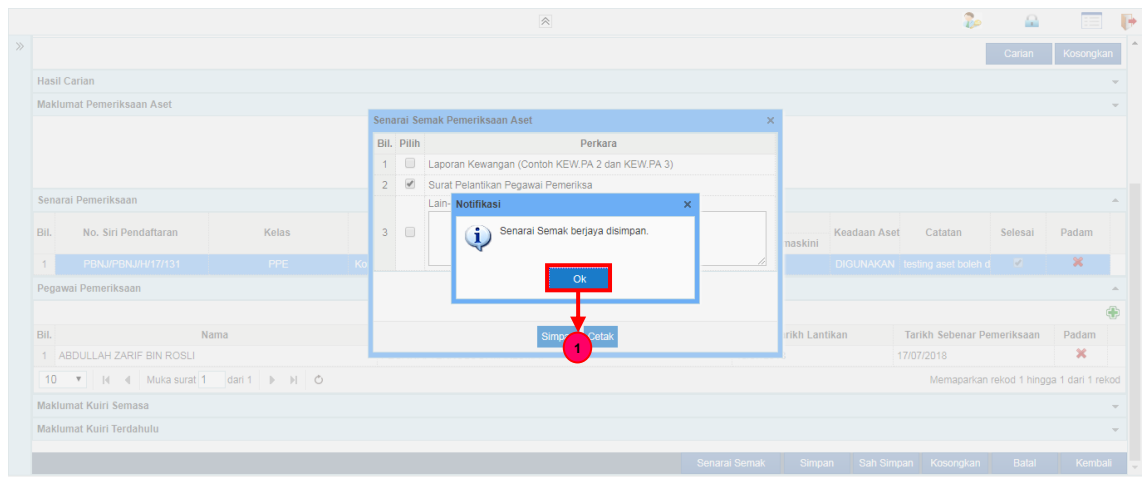 Carian Kosongkan
Hasil Carian
Maklumat Pemeriksaan Aset
Senarai Semak Pemeriksaan Aset
Bil. Pilih Perkara
1 Laporan Kewangan (Contoh KEW.PA 2 dan KEW.PA 3)
2 Surat Pelantikan Pegawai Pemeriksa
3 Lain-
Notifikasi
Senarai Semak berjaya disimpan.
Ok
Simpan Cetak
1
Senarai Pemeriksaan
Bil. No. Siri Pendaftaran Kelas naskini Keadaan Aset Catatan Selesai Padam
1 PBNJ/PBNJ/H/17/131 PPE Ko DIGUNAKAN testing aset boleh d
Pegawai Pemeriksaan
Bil. Nama rikh Lantikan Tarikh Sebenar Pemeriksaan Padam
1 ABDULLAH ZARIF BIN ROSLI 17/07/2018
10 Muka surat 1 dari 1 Memaparkan rekod 1 hingga 1 dari 1 rekod
Maklumat Kuiri Semasa
Maklumat Kuiri Terdahulu
Senarai Semak Simpan Sah Simpan Kosongkan Batal Kembali